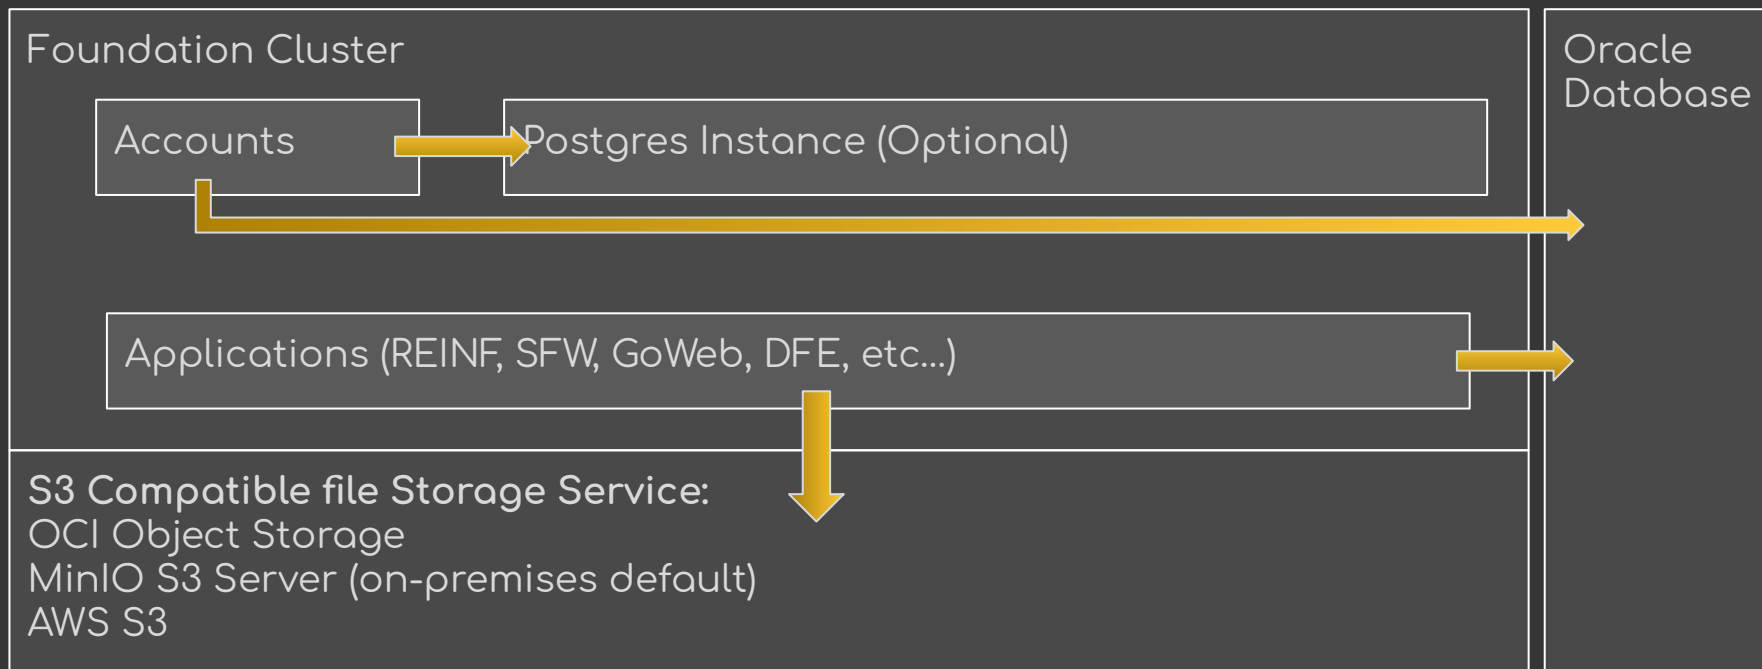 Foundation Cluster
Oracle
Database
Accounts
Postgres Instance (Optional)
Applications (REINF, SFW, GoWeb, DFE, etc...)
S3 Compatible file Storage Service:
OCI Object Storage
MinIO S3 Server (on-premises default)
AWS S3